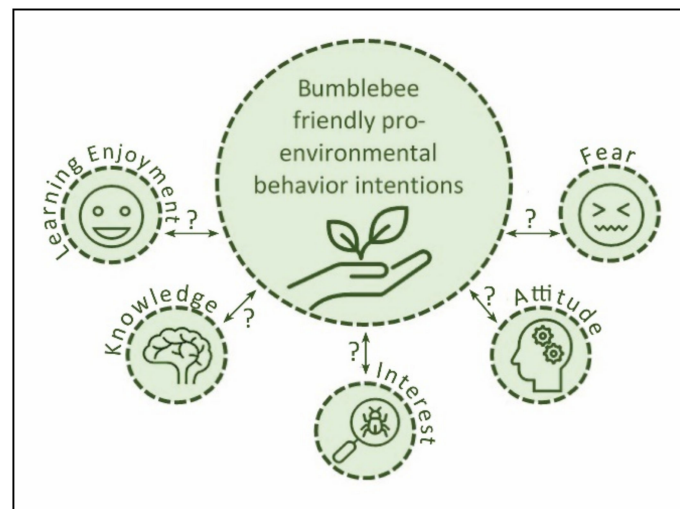 Bumblebee
friendly pro-
environmental
behavior intentions
Learning Enjoyment
?
Fear
?
Knowledge
?
Attitude
?
Interest
?